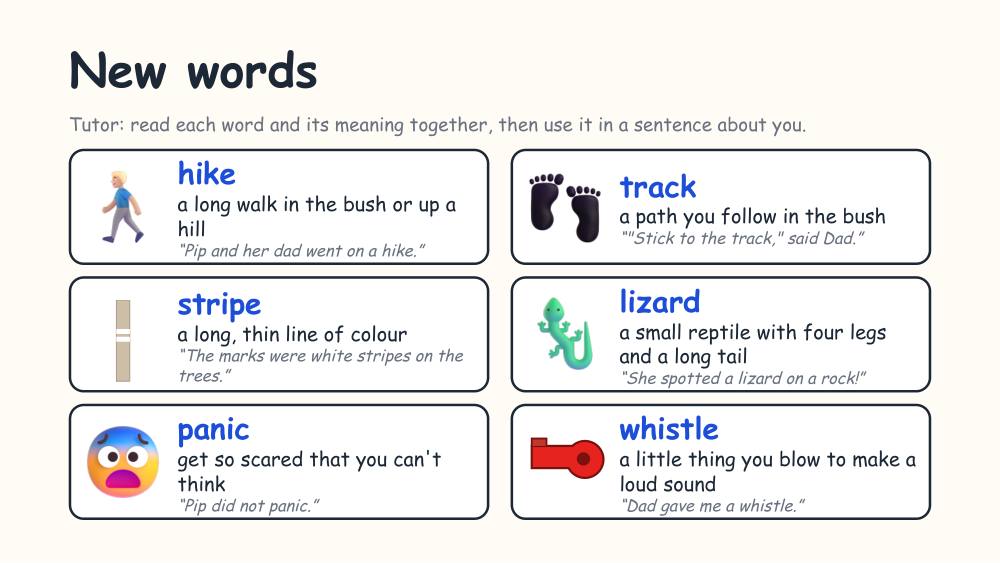 New words
Tutor: read each word and its meaning together, then use it in a sentence about you.
hike
a long walk in the bush or up a
hill
“Pip and her dad went on a hike.”
track
a path you follow in the bush
“"Stick to the track," said Dad.”
stripe
a long, thin line of colour
“The marks were white stripes on the
trees.”
lizard
a small reptile with four legs
and a long tail
“She spotted a lizard on a rock!”
panic
get so scared that you can't
think
“Pip did not panic.”
whistle
a little thing you blow to make a
loud sound
“Dad gave me a whistle.”